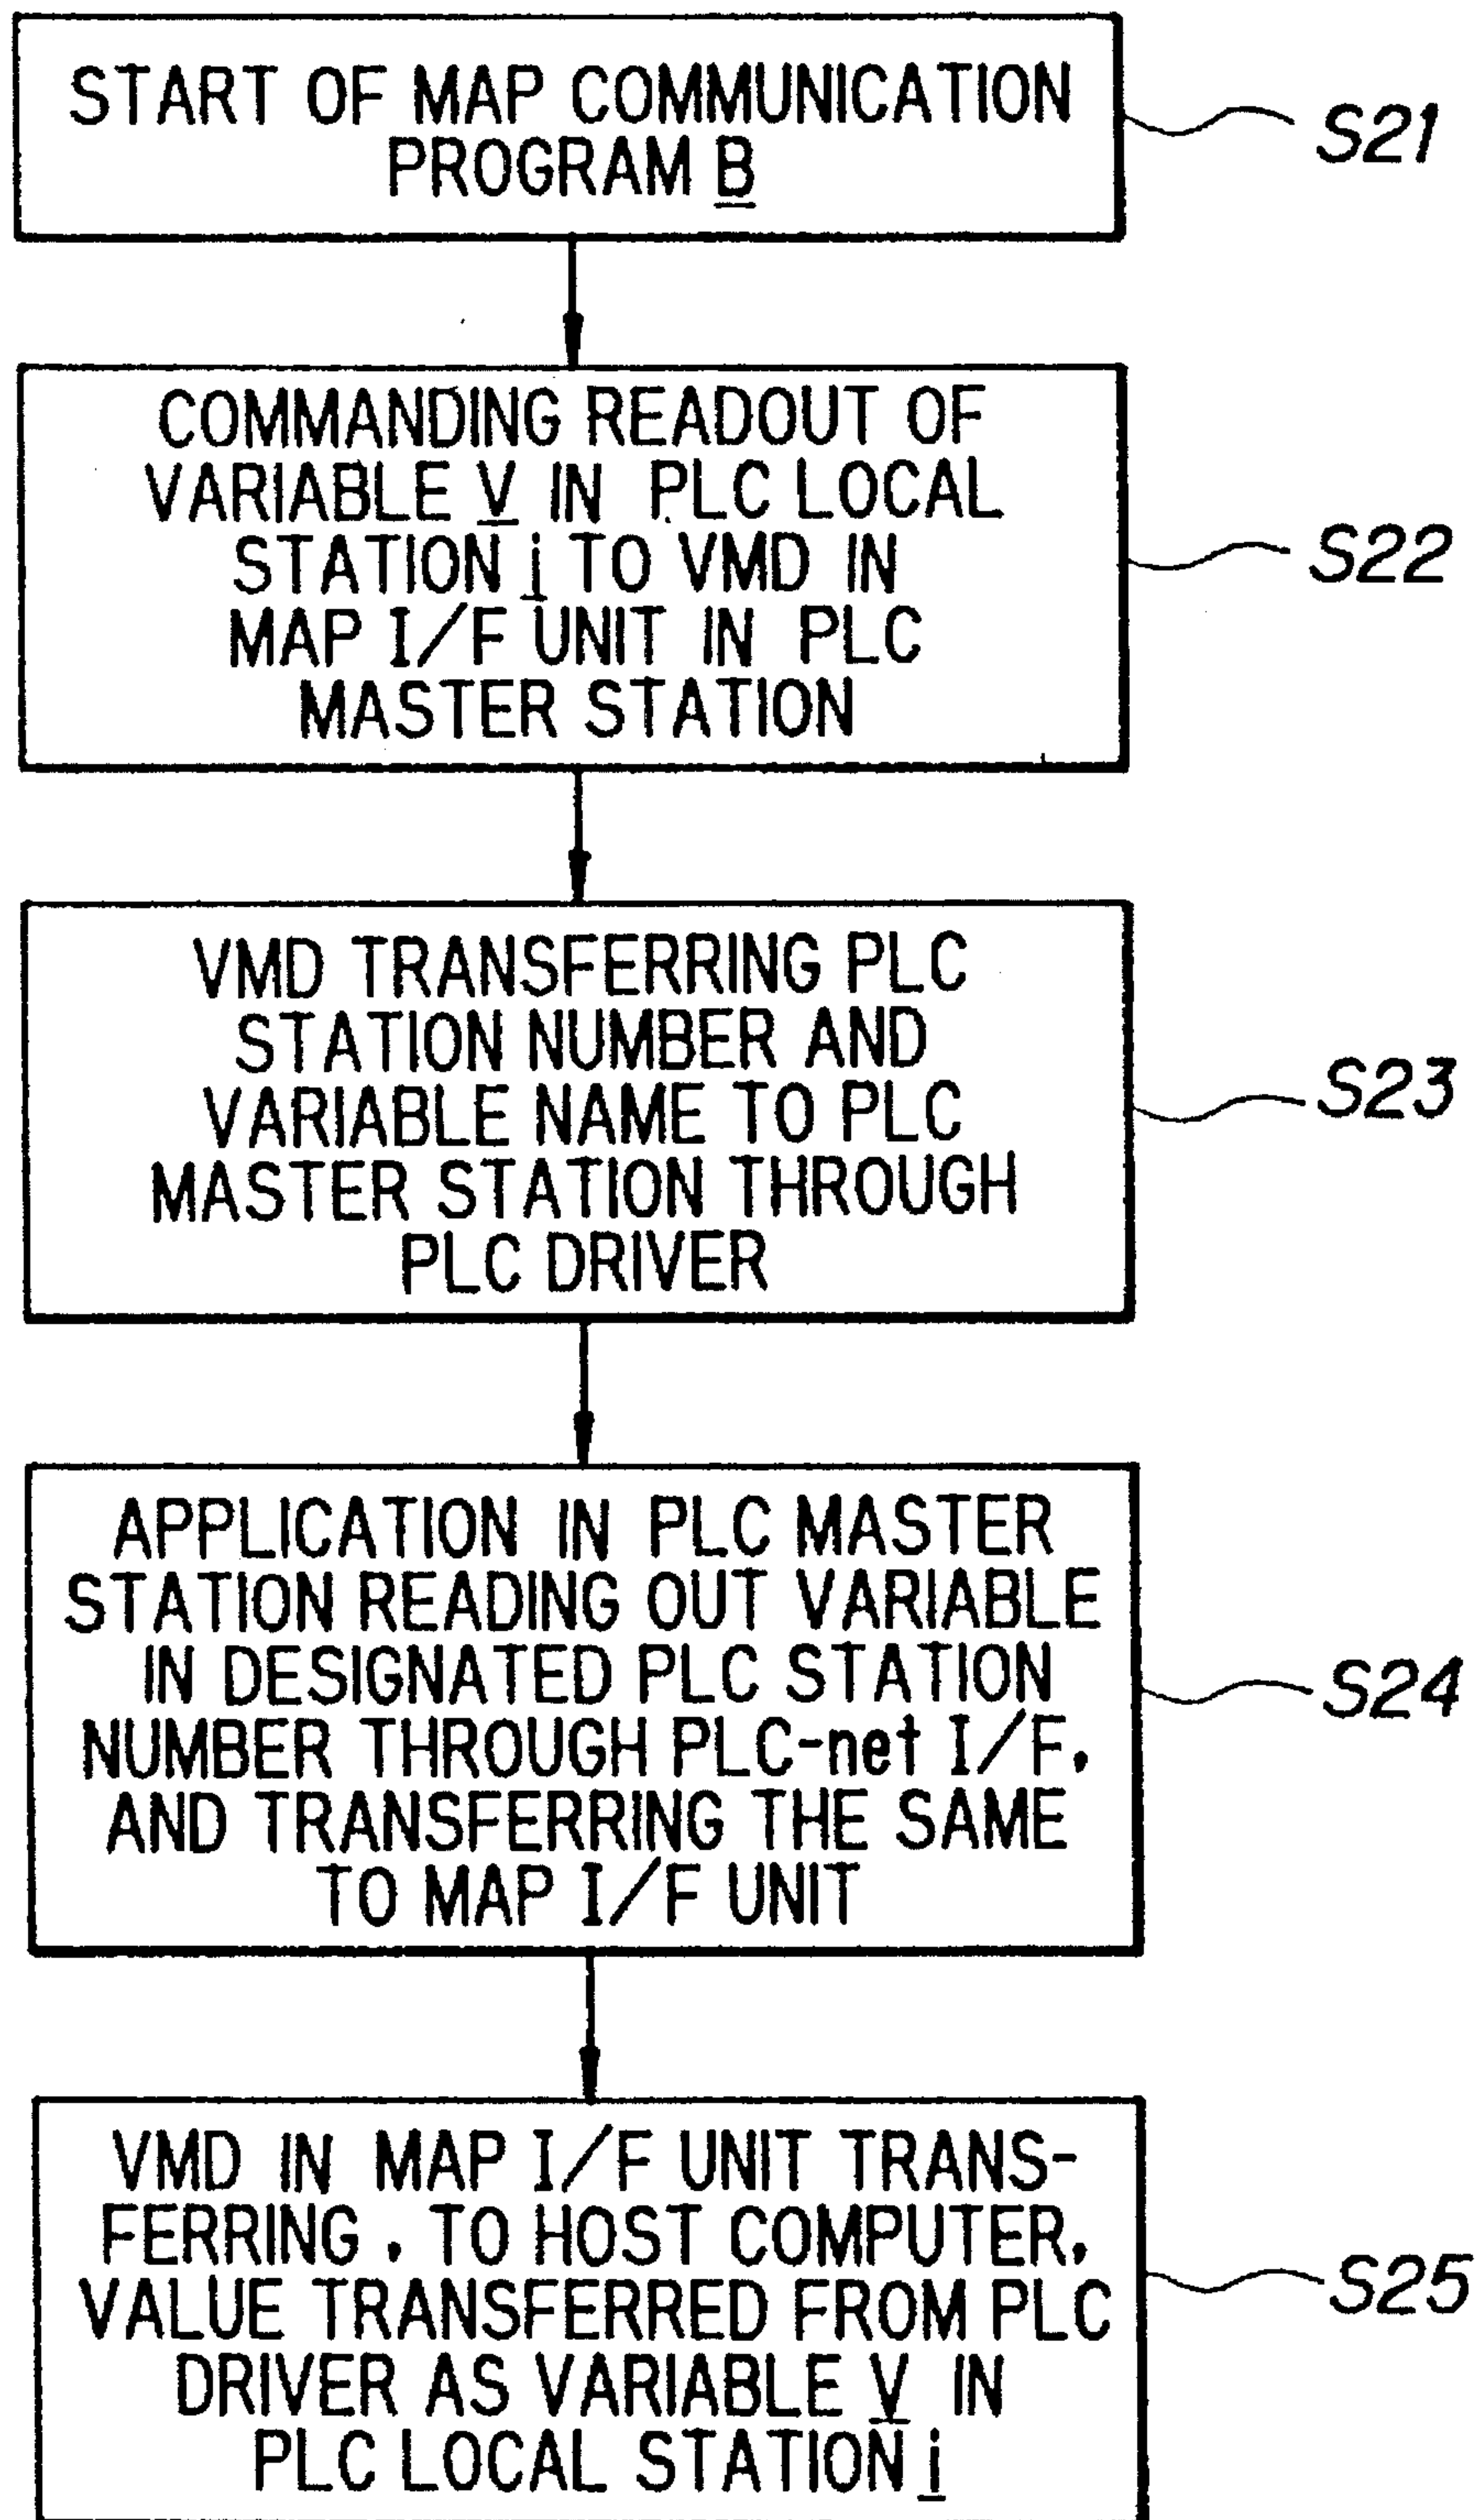 START OF MAP COMMUNICATION
PROGRAM B
S21
COMMANDING READOUT OF
VARIABLE V IN PLC LOCAL
STATION i TO VMD IN
MAP I/F UNIT IN PLC
MASTER STATION
S22
VMD TRANSFERRING PLC
STATION NUMBER AND
VARIABLE NAME TO PLC
MASTER STATION THROUGH
PLC DRIVER
S23
APPLICATION IN PLC MASTER
STATION READING OUT VARIABLE
IN DESIGNATED PLC STATION
NUMBER THROUGH PLC-net I/F,
AND TRANSFERRING THE SAME
TO MAP I/F UNIT
S24
VMD IN MAP I/F UNIT TRANS-
FERRING , TO HOST COMPUTER,
VALUE TRANSFERRED FROM PLC
DRIVER AS VARIABLE V IN
PLC LOCAL STATION i
S25